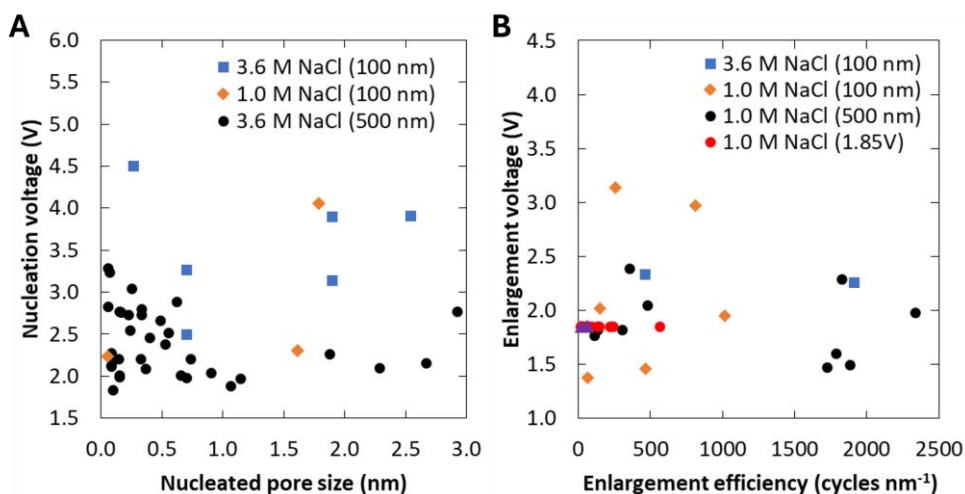 A
6.0
5.5
5.0
4.5
4.0
3.5
3.0
2.5
2.0
1.5
Nucleation voltage (V)
3.6 M NaCl (100 nm)
1.0 M NaCl (100 nm)
3.6 M NaCl (500 nm)
0.0 0.5 1.0 1.5 2.0 2.5 3.0
Nucleated pore size (nm)
B
4.5
4.0
3.5
3.0
2.5
2.0
1.5
1.0
Enlargement voltage (V)
3.6 M NaCl (100 nm)
1.0 M NaCl (100 nm)
1.0 M NaCl (500 nm)
1.0 M NaCl (1.85V)
0 500 1000 1500 2000 2500
Enlargement efficiency (cycles nm⁻¹)